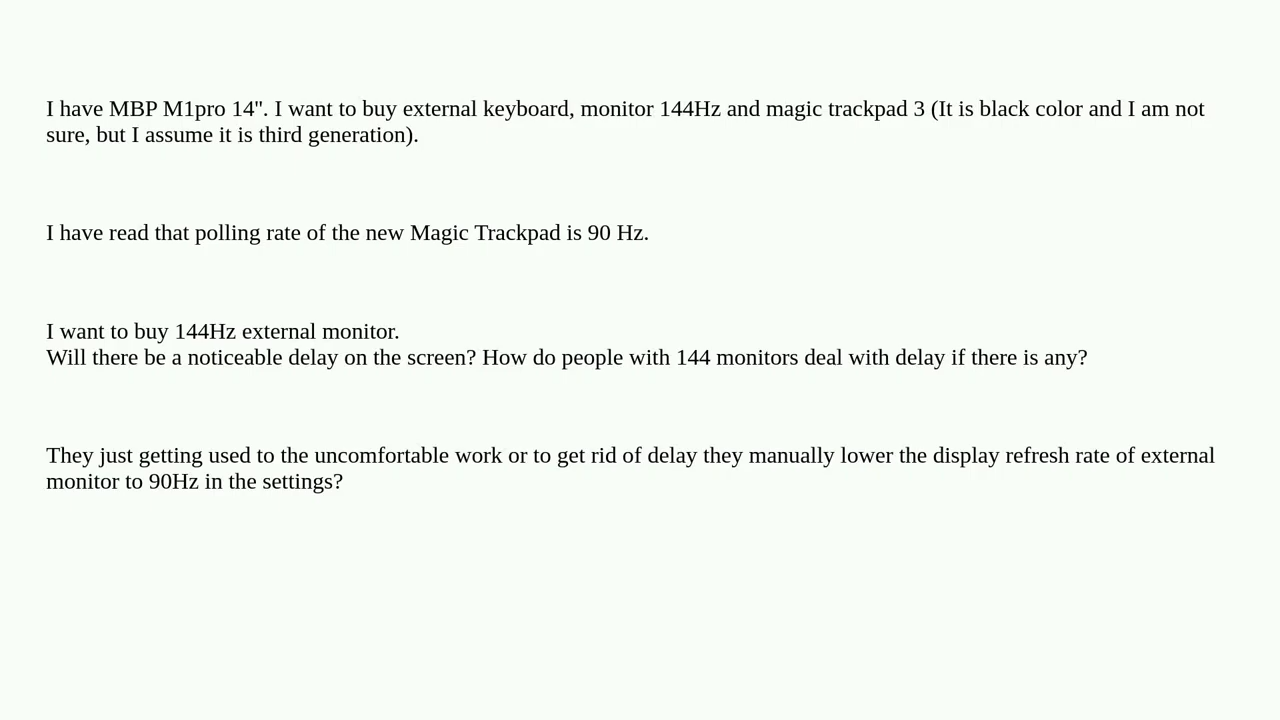 I have MBP M1pro 14". I want to buy external keyboard, monitor 144Hz and magic trackpad 3 (It is black color and I am not
sure, but I assume it is third generation).
I have read that polling rate of the new Magic Trackpad is 90 Hz.
I want to buy 144Hz external monitor.
Will there be a noticeable delay on the screen? How do people with 144 monitors deal with delay if there is any?
They just getting used to the uncomfortable work or to get rid of delay they manually lower the display refresh rate of external
monitor to 90Hz in the settings?